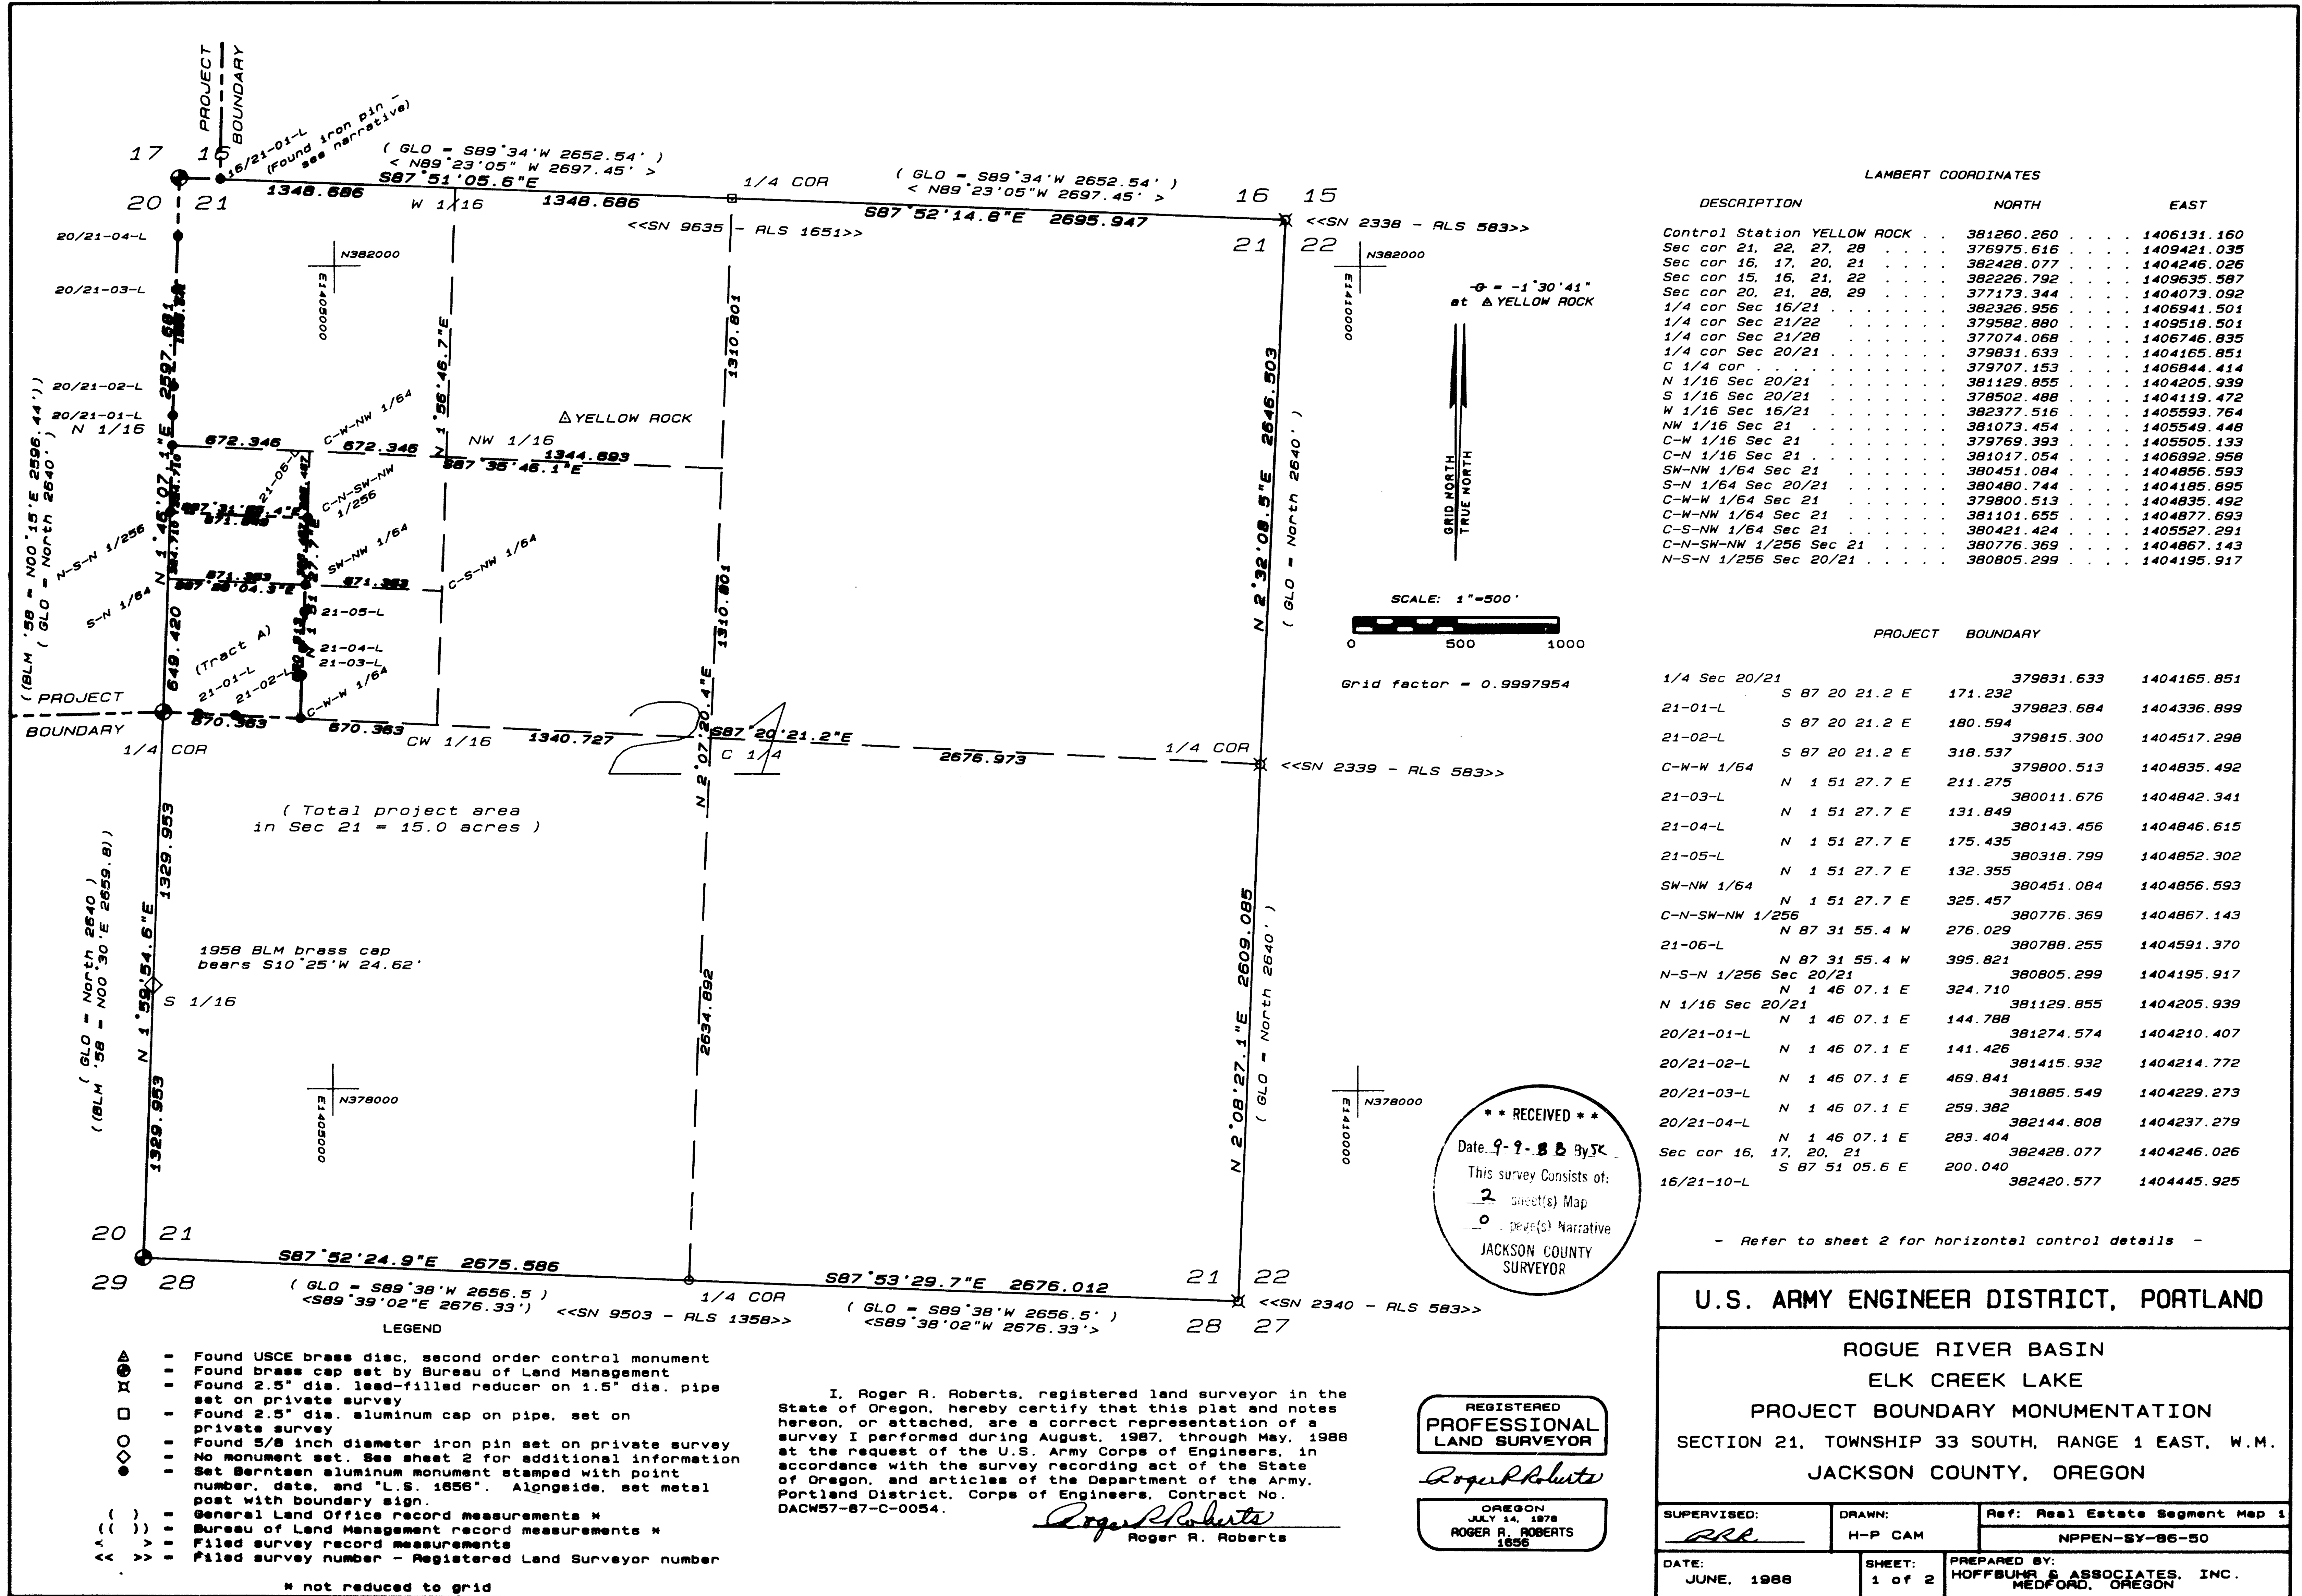 PROJECT
BOUNDARY
16/21-01-L
(Found iron pin -
see narrative)
17 16
20 21
( GLO = S89°34'W 2652.54' )
< N89°23'05" W 2697.45' >
S87°51'05.6"E
1348.686
W 1/16
1348.686
1/4 COR
<<SN 9635 - RLS 1651>>
( GLO = S89°34'W 2652.54' )
< N89°23'05"W 2697.45' >
S87°52'14.8"E 2695.947
16 15
21 22
<<SN 2338 - RLS 583>>
20/21-04-L
20/21-03-L
20/21-02-L
20/21-01-L
N 1/16
N382000
E1405000
N382000
E1410000
-θ- = -1°30'41"
at △ YELLOW ROCK
GRID NORTH
TRUE NORTH
SCALE: 1"=500'
0 500 1000
Grid factor = 0.9997954
((BLM '58 = N00°15'E 2596.44'))
( GLO = North 2640' )
N 1°46'07.1"E 2597.681
N 1°56'46.7"E
1310.801
1310.801
△ YELLOW ROCK
672.346
C-W-NW 1/64
672.346
NW 1/16
1344.693
S87°35'46.1"E
21-06-L
C-N-SW-NW
1/256
N-S-N 1/256
SW-NW 1/64
671.363
671.363
C-S-NW 1/64
S-N 1/64
649.420
(Tract A)
21-05-L
21-04-L
21-03-L
21-01-L
21-02-L
C-W-W 1/64
PROJECT
BOUNDARY
1/4 COR
670.363
670.363
CW 1/16
1340.727
21
N 2°07'20.4"E
S87°20'21.2"E
C 1/4
2676.973
1/4 COR
<<SN 2339 - RLS 583>>
N 2°32'08.5"E 2646.503
( GLO = North 2640' )
( Total project area
in Sec 21 = 15.0 acres )
( GLO = North 2640 )
((BLM '58 = N00°30'E 2659.8))
1329.953
N 1°59'54.6"E
1329.953
1958 BLM brass cap
bears S10°25'W 24.62'
S 1/16
2634.892
N 2°08'27.1"E 2609.085
( GLO = North 2640' )
N378000
E1405000
N378000
E1410000
20 21
29 28
S87°52'24.9"E 2675.586
( GLO = S89°38'W 2656.5 )
<S89°39'02"E 2676.33')
<<SN 9503 - RLS 1358>>
1/4 COR
S87°53'29.7"E 2676.012
( GLO = S89°38'W 2656.5' )
<S89°38'02"W 2676.33'>
21 22
28 27
<<SN 2340 - RLS 583>>
* * RECEIVED * *
Date 9-9-88 By SK
This survey Consists of:
2 sheet(s) Map
0 page(s) Narrative
JACKSON COUNTY
SURVEYOR
LAMBERT COORDINATES
DESCRIPTION NORTH EAST
Control Station YELLOW ROCK . . 381260.260 . . . . 1406131.160
Sec cor 21, 22, 27, 28 . . . . 376975.616 . . . . 1409421.035
Sec cor 16, 17, 20, 21 . . . . 382428.077 . . . . 1404246.026
Sec cor 15, 16, 21, 22 . . . . 382226.792 . . . . 1409635.587
Sec cor 20, 21, 28, 29 . . . . 377173.344 . . . . 1404073.092
1/4 cor Sec 16/21 . . . . . . . 382326.956 . . . . 1406941.501
1/4 cor Sec 21/22 . . . . . . 379582.880 . . . . 1409518.501
1/4 cor Sec 21/28 . . . . . . 377074.068 . . . . 1406746.835
1/4 cor Sec 20/21 . . . . . . . 379831.633 . . . . 1404165.851
C 1/4 cor . . . . . . . . . . . 379707.153 . . . . 1406844.414
N 1/16 Sec 20/21 . . . . . . . 381129.855 . . . . 1404205.939
S 1/16 Sec 20/21 . . . . . . . 378502.488 . . . . 1404119.472
W 1/16 Sec 16/21 . . . . . . . 382377.516 . . . . 1405593.764
NW 1/16 Sec 21 . . . . . . . . 381073.454 . . . . 1405549.448
C-W 1/16 Sec 21 . . . . . . . 379769.393 . . . . 1405505.133
C-N 1/16 Sec 21 . . . . . . . . 381017.054 . . . . 1406892.958
SW-NW 1/64 Sec 21 . . . . . . 380451.084 . . . . 1404856.593
S-N 1/64 Sec 20/21 . . . . . . 380480.744 . . . . 1404185.895
C-W-W 1/64 Sec 21 . . . . . . 379800.513 . . . . 1404835.492
C-W-NW 1/64 Sec 21 . . . . . . 381101.655 . . . . 1404877.693
C-S-NW 1/64 Sec 21 . . . . . . 380421.424 . . . . 1405527.291
C-N-SW-NW 1/256 Sec 21 . . . . 380776.369 . . . . 1404867.143
N-S-N 1/256 Sec 20/21 . . . . . 380805.299 . . . . 1404195.917
PROJECT BOUNDARY
1/4 Sec 20/21 379831.633 1404165.851
S 87 20 21.2 E 171.232
21-01-L 379823.684 1404336.899
S 87 20 21.2 E 180.594
21-02-L 379815.300 1404517.298
S 87 20 21.2 E 318.537
C-W-W 1/64 379800.513 1404835.492
N 1 51 27.7 E 211.275
21-03-L 380011.676 1404842.341
N 1 51 27.7 E 131.849
21-04-L 380143.456 1404846.615
N 1 51 27.7 E 175.435
21-05-L 380318.799 1404852.302
N 1 51 27.7 E 132.355
SW-NW 1/64 380451.084 1404856.593
N 1 51 27.7 E 325.457
C-N-SW-NW 1/256 380776.369 1404867.143
N 87 31 55.4 W 276.029
21-06-L 380788.255 1404591.370
N 87 31 55.4 W 395.821
N-S-N 1/256 Sec 20/21 380805.299 1404195.917
N 1 46 07.1 E 324.710
N 1/16 Sec 20/21 381129.855 1404205.939
N 1 46 07.1 E 144.788
20/21-01-L 381274.574 1404210.407
N 1 46 07.1 E 141.426
20/21-02-L 381415.932 1404214.772
N 1 46 07.1 E 469.841
20/21-03-L 381885.549 1404229.273
N 1 46 07.1 E 259.382
20/21-04-L 382144.808 1404237.279
N 1 46 07.1 E 283.404
Sec cor 16, 17, 20, 21 382428.077 1404246.026
S 87 51 05.6 E 200.040
16/21-10-L 382420.577 1404445.925
- Refer to sheet 2 for horizontal control details -
LEGEND
= Found USCE brass disc, second order control monument
= Found brass cap set by Bureau of Land Management
= Found 2.5" dia. lead-filled reducer on 1.5" dia. pipe
set on private survey
= Found 2.5" dia. aluminum cap on pipe, set on
private survey
= Found 5/8 inch diameter iron pin set on private survey
= No monument set. See sheet 2 for additional information
= Set Berntsen aluminum monument stamped with point
number, date, and "L.S. 1656". Alongside, set metal
post with boundary sign.
( ) = General Land Office record measurements *
(( )) = Bureau of Land Management record measurements *
< > = Filed survey record measurements
<< >> = Filed survey number - Registered Land Surveyor number
* not reduced to grid
I, Roger R. Roberts, registered land surveyor in the
State of Oregon, hereby certify that this plat and notes
hereon, or attached, are a correct representation of a
survey I performed during August, 1987, through May, 1988
at the request of the U.S. Army Corps of Engineers, in
accordance with the survey recording act of the State
of Oregon, and articles of the Department of the Army,
Portland District, Corps of Engineers, Contract No.
DACW57-87-C-0054.
Roger R Roberts
Roger R. Roberts
REGISTERED
PROFESSIONAL
LAND SURVEYOR
Roger R Roberts
OREGON
JULY 14, 1978
ROGER R. ROBERTS
1656
U.S. ARMY ENGINEER DISTRICT, PORTLAND
ROGUE RIVER BASIN
ELK CREEK LAKE
PROJECT BOUNDARY MONUMENTATION
SECTION 21, TOWNSHIP 33 SOUTH, RANGE 1 EAST, W.M.
JACKSON COUNTY, OREGON
SUPERVISED:
RRR
DRAWN:
H-P CAM
Ref: Real Estate Segment Map 1
NPPEN-SY-86-50
DATE:
JUNE, 1988
SHEET:
1 of 2
PREPARED BY:
HOFFBUHR & ASSOCIATES, INC.
MEDFORD, OREGON